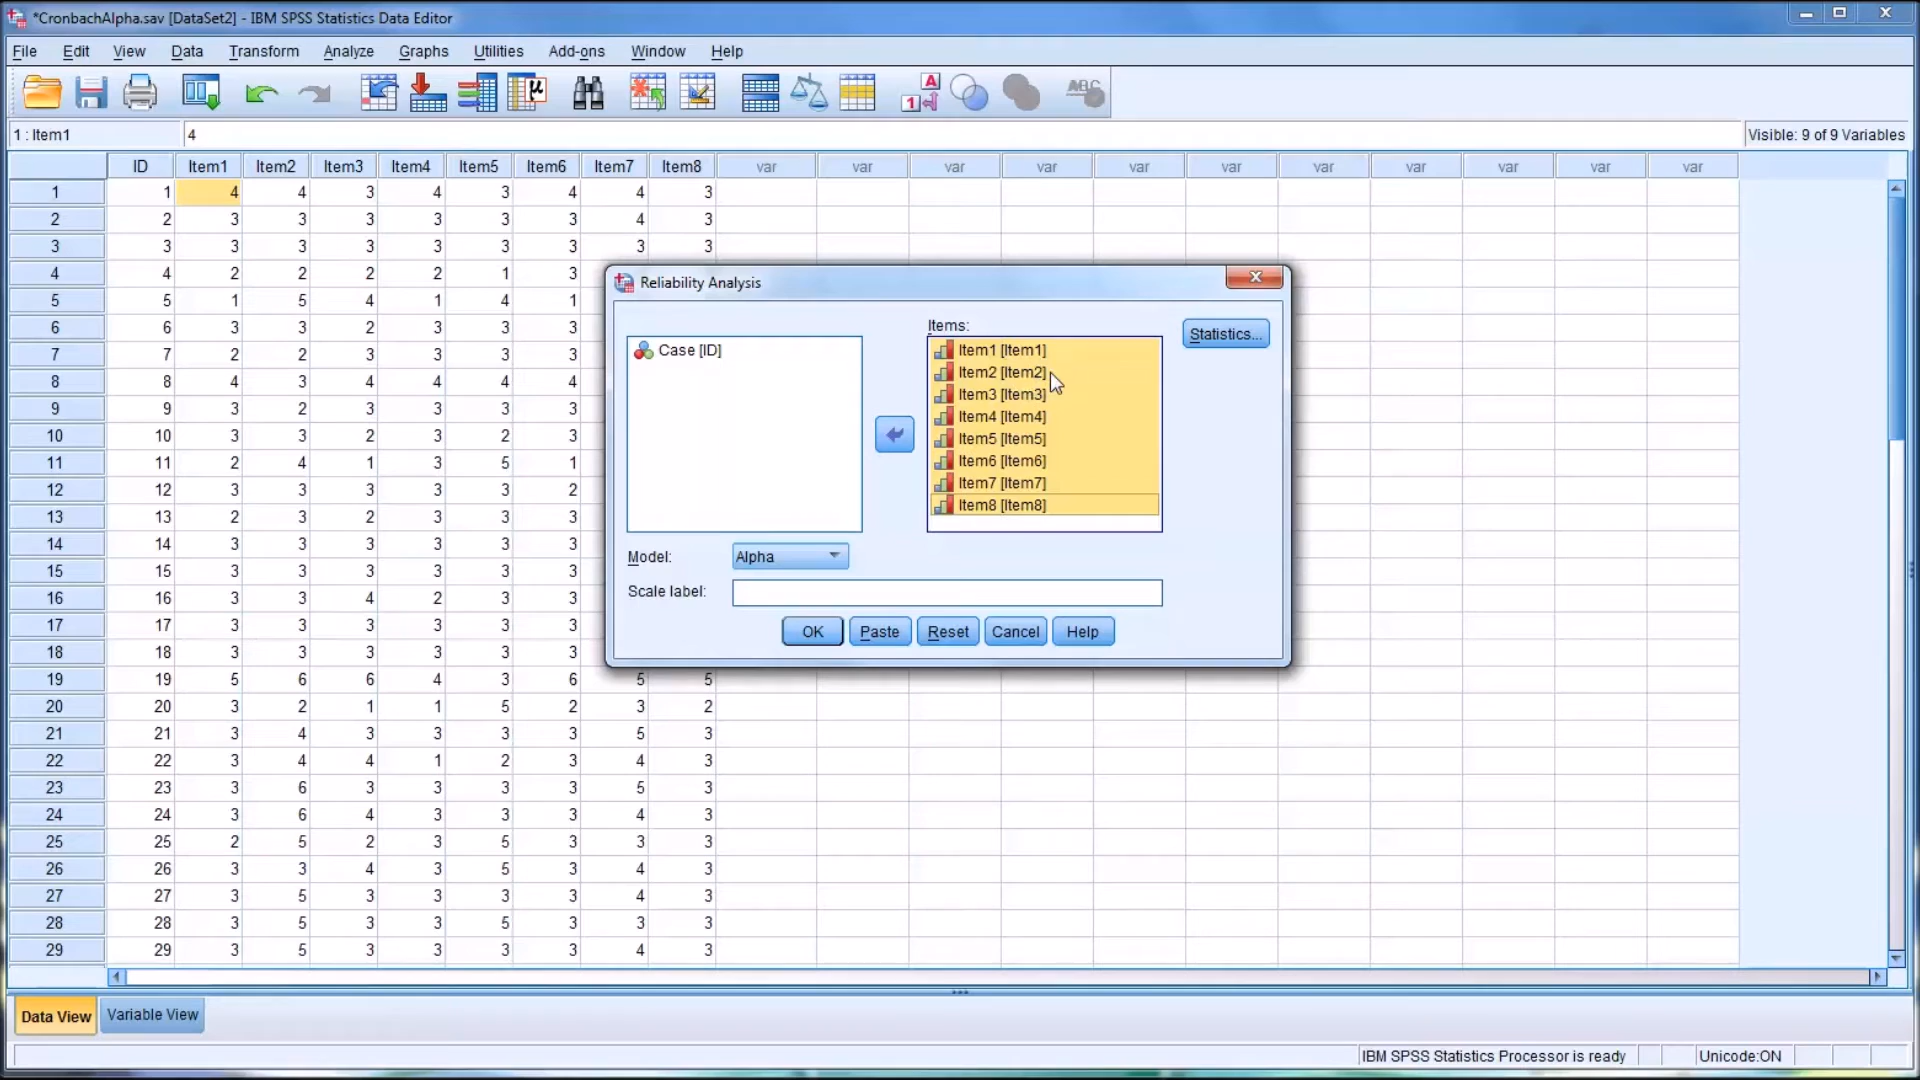 *CronbachAlpha.sav [DataSet2] - IBM SPSS Statistics Data Editor
File Edit View Data Transform Analyze Graphs Utilities Add-ons Window Help
1 : Item1 4 Visible: 9 of 9 Variables
ID Item1 Item2 Item3 Item4 Item5 Item6 Item7 Item8 var var var var var var var var var var var
1 1 4 4 3 4 3 4 4 3
2 2 3 3 3 3 3 3 4 3
3 3 3 3 3 3 3 3 3 3
4 4 2 2 2 2 1 3
5 5 1 5 4 1 4 1
6 6 3 3 2 3 3 3
7 7 2 2 3 3 3 3
8 8 4 3 4 4 4 4
9 9 3 2 3 3 3 3
10 10 3 3 2 3 2 3
11 11 2 4 1 3 5 1
12 12 3 3 3 3 3 2
13 13 2 3 2 3 3 3
14 14 3 3 3 3 3 3
15 15 3 3 3 3 3 3
16 16 3 3 4 2 3 3
17 17 3 3 3 3 3 3
18 18 3 3 3 3 3 3
19 19 5 6 6 4 3 6 5 5
20 20 3 2 1 1 5 2 3 2
21 21 3 4 3 3 3 3 5 3
22 22 3 4 4 1 2 3 4 3
23 23 3 6 3 3 3 3 5 3
24 24 3 6 4 3 3 3 4 3
25 25 2 5 2 3 5 3 3 3
26 26 3 3 4 3 5 3 4 3
27 27 3 5 3 3 3 3 4 3
28 28 3 5 3 3 5 3 3 3
29 29 3 5 3 3 3 3 4 3
Reliability Analysis
Case [ID]
Items:
Item1 [Item1]
Item2 [Item2]
Item3 [Item3]
Item4 [Item4]
Item5 [Item5]
Item6 [Item6]
Item7 [Item7]
Item8 [Item8]
Statistics...
Model: Alpha
Scale label:
OK Paste Reset Cancel Help
Data View Variable View
IBM SPSS Statistics Processor is ready Unicode:ON